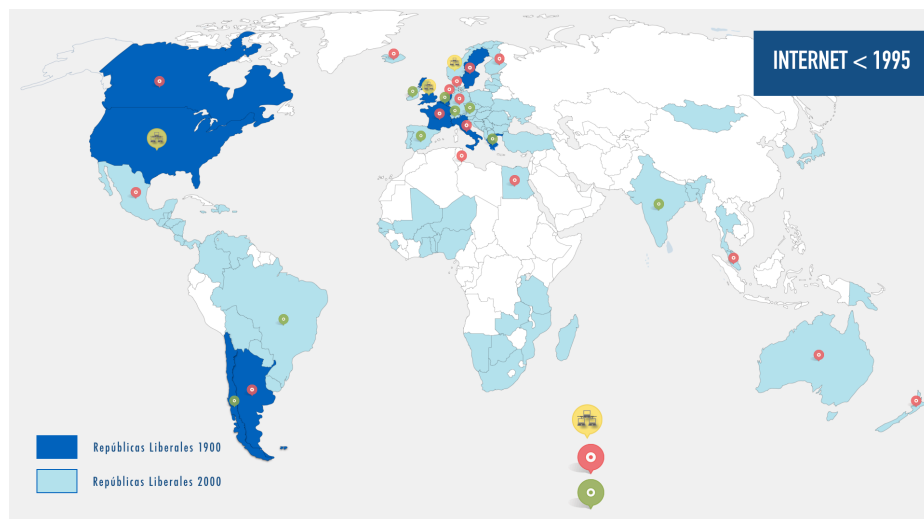 INTERNET < 1995
Repúblicas Liberales 1900
Repúblicas Liberales 2000